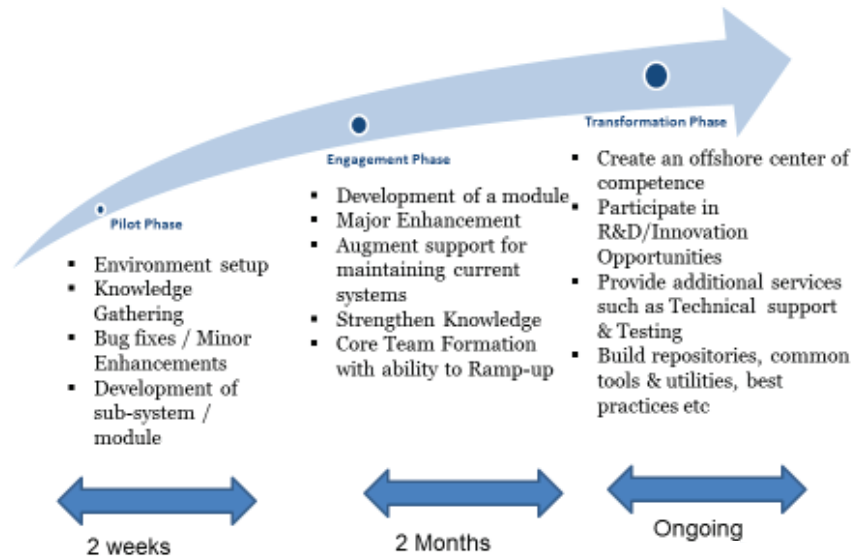 Pilot Phase
▪ Environment setup
▪ Knowledge
Gathering
▪ Bug fixes / Minor
Enhancements
▪ Development of
sub-system /
module
2 weeks
Engagement Phase
▪ Development of a module
▪ Major Enhancement
▪ Augment support for
maintaining current
systems
▪ Strengthen Knowledge
▪ Core Team Formation
with ability to Ramp-up
2 Months
Transformation Phase
▪ Create an offshore center of
competence
▪ Participate in
R&D/Innovation
Opportunities
▪ Provide additional services
such as Technical support
& Testing
▪ Build repositories, common
tools & utilities, best
practices etc
Ongoing